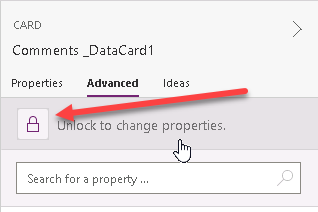 CARD
Comments _DataCard1
Properties Advanced Ideas
Unlock to change properties.
Search for a property ...